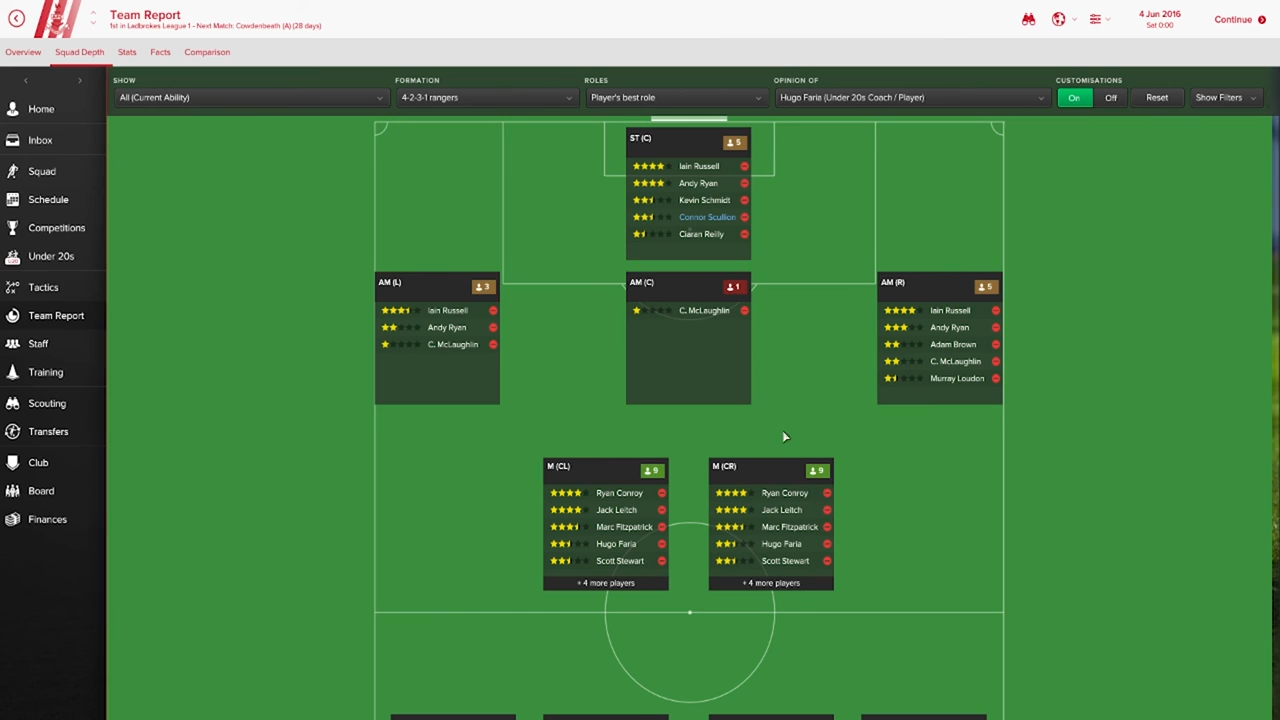 Team Report
1st in Ladbrokes League 1 - Next Match: Cowdenbeath (A) (28 days)
4 Jun 2016
Sat 0:00
Continue
Overview
Squad Depth
Stats
Facts
Comparison
SHOW
All (Current Ability)
FORMATION
4-2-3-1 rangers
ROLES
Player's best role
OPINION OF
Hugo Faria (Under 20s Coach / Player)
CUSTOMISATIONS
On
Off
Reset
Show Filters
Home
Inbox
Squad
Schedule
Competitions
Under 20s
Tactics
Team Report
Staff
Training
Scouting
Transfers
Club
Board
Finances
ST (C)
5
Iain Russell
Andy Ryan
Kevin Schmidt
Connor Scullion
Ciaran Reilly
AM (L)
3
Iain Russell
Andy Ryan
C. McLaughlin
AM (C)
1
C. McLaughlin
AM (R)
5
Iain Russell
Andy Ryan
Adam Brown
C. McLaughlin
Murray Loudon
M (CL)
9
Ryan Conroy
Jack Leitch
Marc Fitzpatrick
Hugo Faria
Scott Stewart
+ 4 more players
M (CR)
9
Ryan Conroy
Jack Leitch
Marc Fitzpatrick
Hugo Faria
Scott Stewart
+ 4 more players